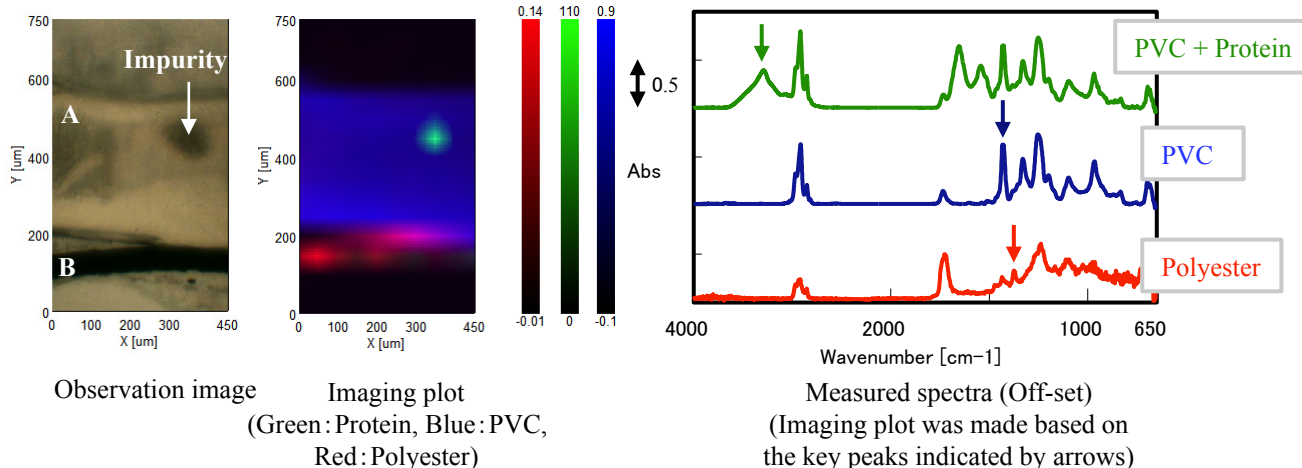 750
600
400
200
0
Y [um]
A
B
Impurity
0
100
200
300
450
X [um]
Observation image
750
600
400
200
0
Y [um]
0
100
200
300
450
X [um]
Imaging plot
(Green：Protein, Blue：PVC,
Red：Polyester)
0.14
110
0.9
-0.01
0
-0.1
0.5
Abs
PVC + Protein
PVC
Polyester
4000
2000
1000
650
Wavenumber [cm-1]
Measured spectra (Off-set)
(Imaging plot was made based on
the key peaks indicated by arrows)